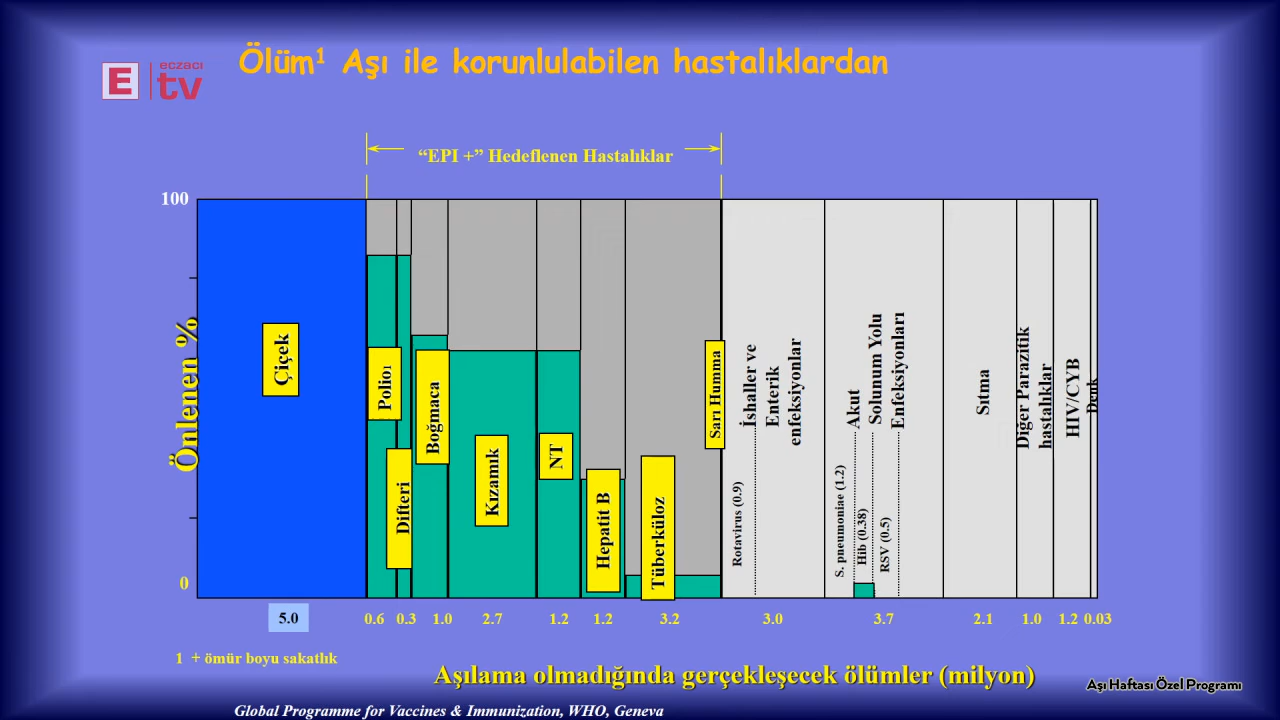 Ölüm¹ Aşı ile korunlulabilen hastalıklardan
E eczacı tv
“EPI +” Hedeflenen Hastalıklar
100
0
Önlenen %
Çiçek
Polio1
Difteri
Boğmaca
Kızamık
NT
Hepatit B
Tüberküloz
Sarı Humma
İshaller ve
Enterik
enfeksiyonlar
Rotavirus (0.9)
Akut
Solunum Yolu
Enfeksiyonları
S. pneumoniae (1.2)
Hib (0.38)
RSV (0.5)
Sıtma
Diğer Parazitik
hastalıklar
HIV/CYB
5.0 0.6 0.3 1.0 2.7 1.2 1.2 3.2 3.0 3.7 2.1 1.0 1.2 0.03
1 + ömür boyu sakatlık
Aşılama olmadığında gerçekleşecek ölümler (milyon)
Aşı Haftası Özel Programı
Global Programme for Vaccines & Immunization, WHO, Geneva